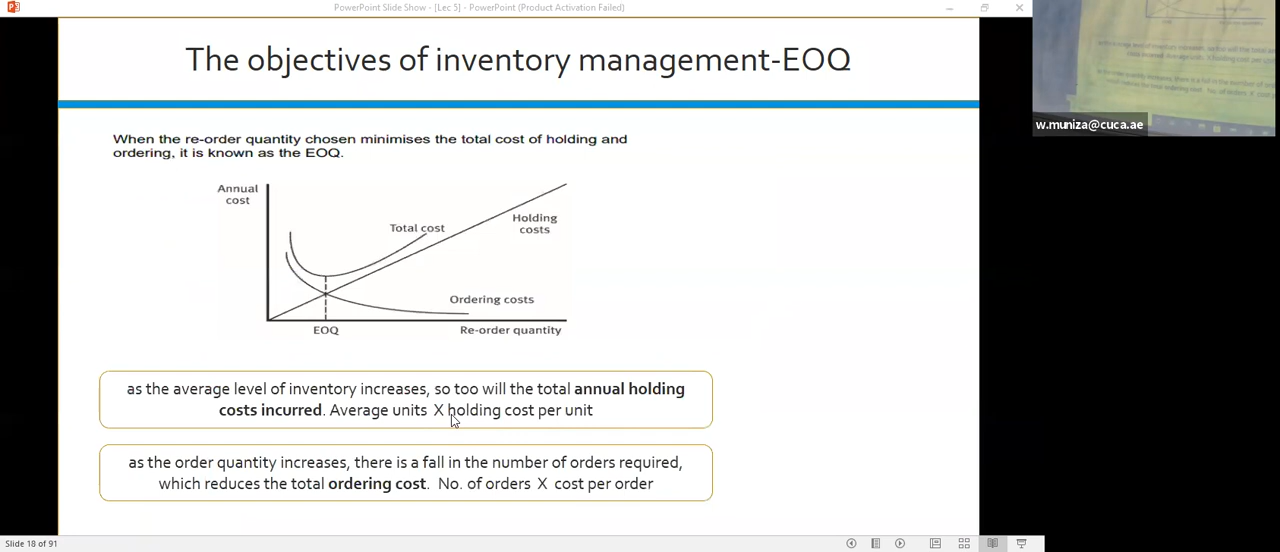 PowerPoint Slide Show - [Lec 5] - PowerPoint (Product Activation Failed)
The objectives of inventory management-EOQ
w.muniza@cuca.ae
When the re-order quantity chosen minimises the total cost of holding and
ordering, it is known as the EOQ.
Annual
cost
Total cost
Holding
costs
Ordering costs
EOQ
Re-order quantity
as the average level of inventory increases, so too will the total annual holding
costs incurred. Average units X holding cost per unit
as the order quantity increases, there is a fall in the number of orders required,
which reduces the total ordering cost. No. of orders X cost per order
Slide 18 of 91